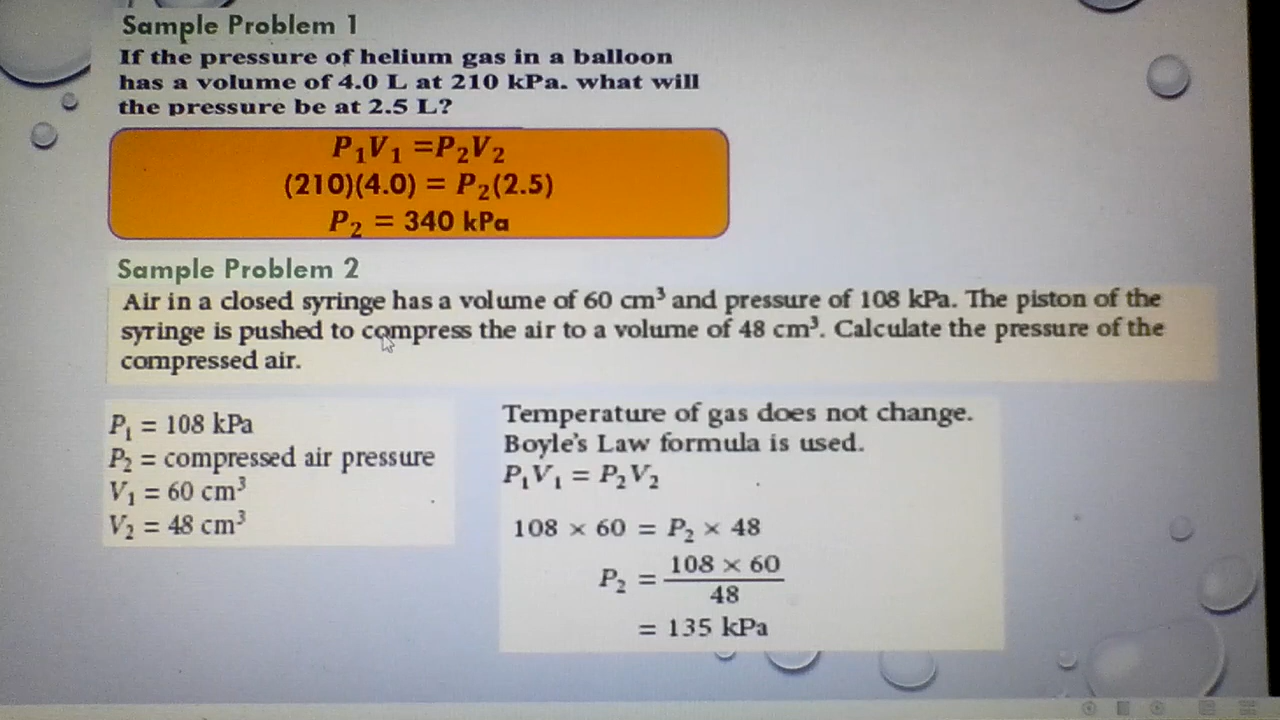 Sample Problem 1
If the pressure of helium gas in a balloon
has a volume of 4.0 L at 210 kPa. what will
the pressure be at 2.5 L?
P₁V₁ =P₂V₂
(210)(4.0) = P₂(2.5)
P₂ = 340 kPa
Sample Problem 2
Air in a closed syringe has a volume of 60 cm³ and pressure of 108 kPa. The piston of the
syringe is pushed to compress the air to a volume of 48 cm³. Calculate the pressure of the
compressed air.
P₁ = 108 kPa
P₂ = compressed air pressure
V₁ = 60 cm³
V₂ = 48 cm³
Temperature of gas does not change.
Boyle's Law formula is used.
P₁V₁ = P₂V₂
108 × 60 = P₂ × 48
P₂ = 108 × 60
48
= 135 kPa